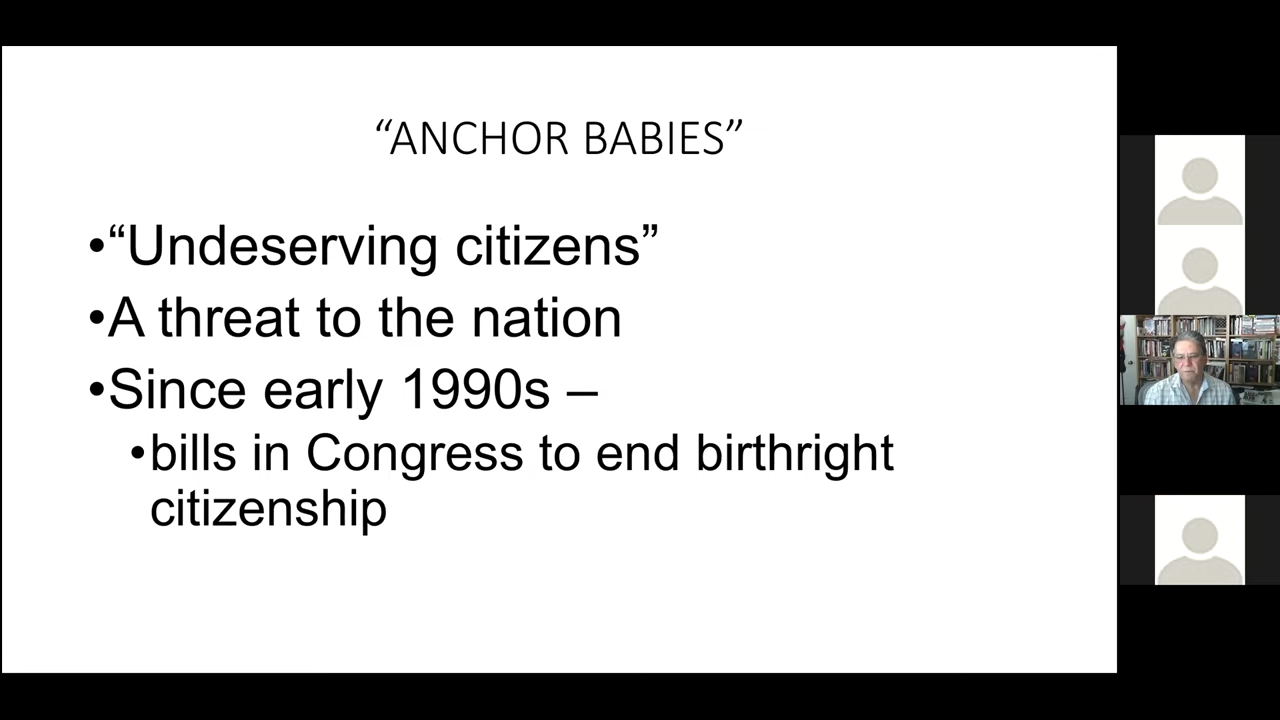 “ANCHOR BABIES”
•“Undeserving citizens”
•A threat to the nation
•Since early 1990s –
•bills in Congress to end birthright
citizenship